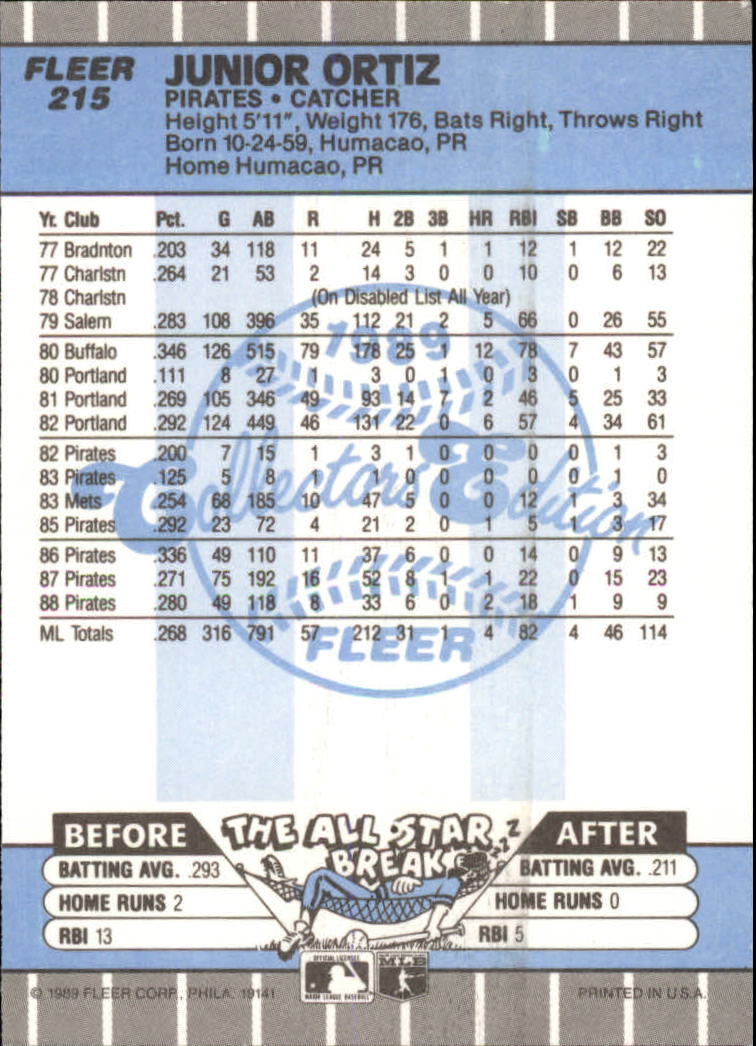 FLEER
215
JUNIOR ORTIZ
PIRATES • CATCHER
Height 5'11", Weight 176, Bats Right, Throws Right
Born 10-24-59, Humacao, PR
Home Humacao, PR
Yr. Club Pct. G AB R H 2B 3B HR RBI SB BB SO
77 Bradnton .203 34 118 11 24 5 1 1 12 1 12 22
77 Charlstn .264 21 53 2 14 3 0 0 10 0 6 13
78 Charlstn (On Disabled List All Year)
79 Salem .283 108 396 35 112 21 2 5 66 0 26 55
80 Buffalo .346 126 515 79 178 25 1 12 78 7 43 57
80 Portland .111 8 27 1 3 0 1 0 3 0 1 3
81 Portland .269 105 346 49 93 14 7 2 46 5 25 33
82 Portland .292 124 449 46 131 22 0 6 57 4 34 61
82 Pirates .200 7 15 1 3 1 0 0 0 0 1 3
83 Pirates .125 5 8 1 1 0 0 0 0 0 1 0
83 Mets .254 68 185 10 47 5 0 0 12 1 3 34
85 Pirates .292 23 72 4 21 2 0 1 5 1 3 17
86 Pirates .336 49 110 11 37 6 0 0 14 0 9 13
87 Pirates .271 75 192 16 52 8 1 1 22 0 15 23
88 Pirates .280 49 118 8 33 6 0 2 18 1 9 9
ML Totals .268 316 791 57 212 31 1 4 82 4 46 114
1989
Collectors' Edition
FLEER
BEFORE THE ALL STAR BREAK AFTER
ZZZ
BATTING AVG. .293 BATTING AVG. .211
HOME RUNS 2 HOME RUNS 0
RBI 13 RBI 5
OFFICIAL LICENSEE
MAJOR LEAGUE BASEBALL
MLB
© 1989 FLEER CORP., PHILA. 19141 PRINTED IN U.S.A.